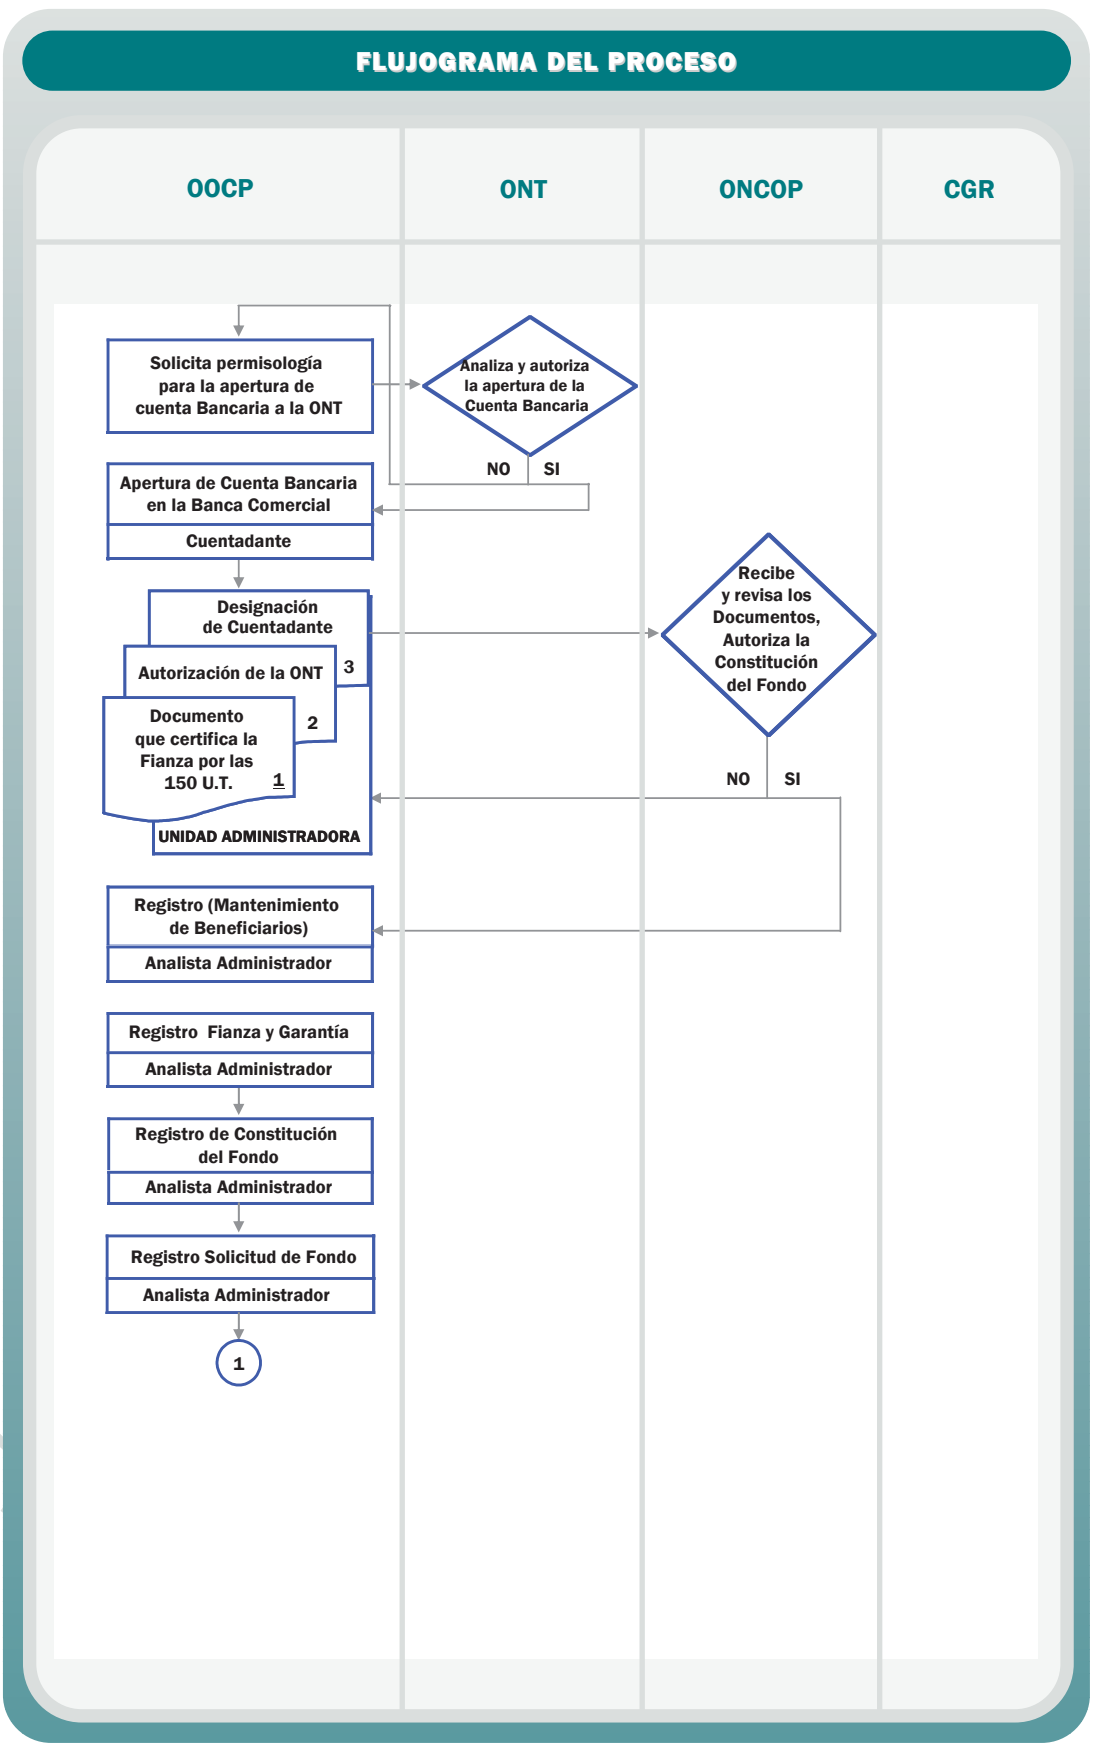 FLUJOGRAMA DEL PROCESO
OOCP
ONT
ONCOP
CGR
Solicita permisología
para la apertura de
cuenta Bancaria a la ONT
Analiza y autoriza
la apertura de la
Cuenta Bancaria
NO
SI
Apertura de Cuenta Bancaria
en la Banca Comercial
Cuentadante
Designación
de Cuentadante
3
Autorización de la ONT
2
Documento
que certifica la
Fianza por las
150 U.T.
1
UNIDAD ADMINISTRADORA
Recibe
y revisa los
Documentos,
Autoriza la
Constitución
del Fondo
NO
SI
Registro (Mantenimiento
de Beneficiarios)
Analista Administrador
Registro Fianza y Garantía
Analista Administrador
Registro de Constitución
del Fondo
Analista Administrador
Registro Solicitud de Fondo
Analista Administrador
1